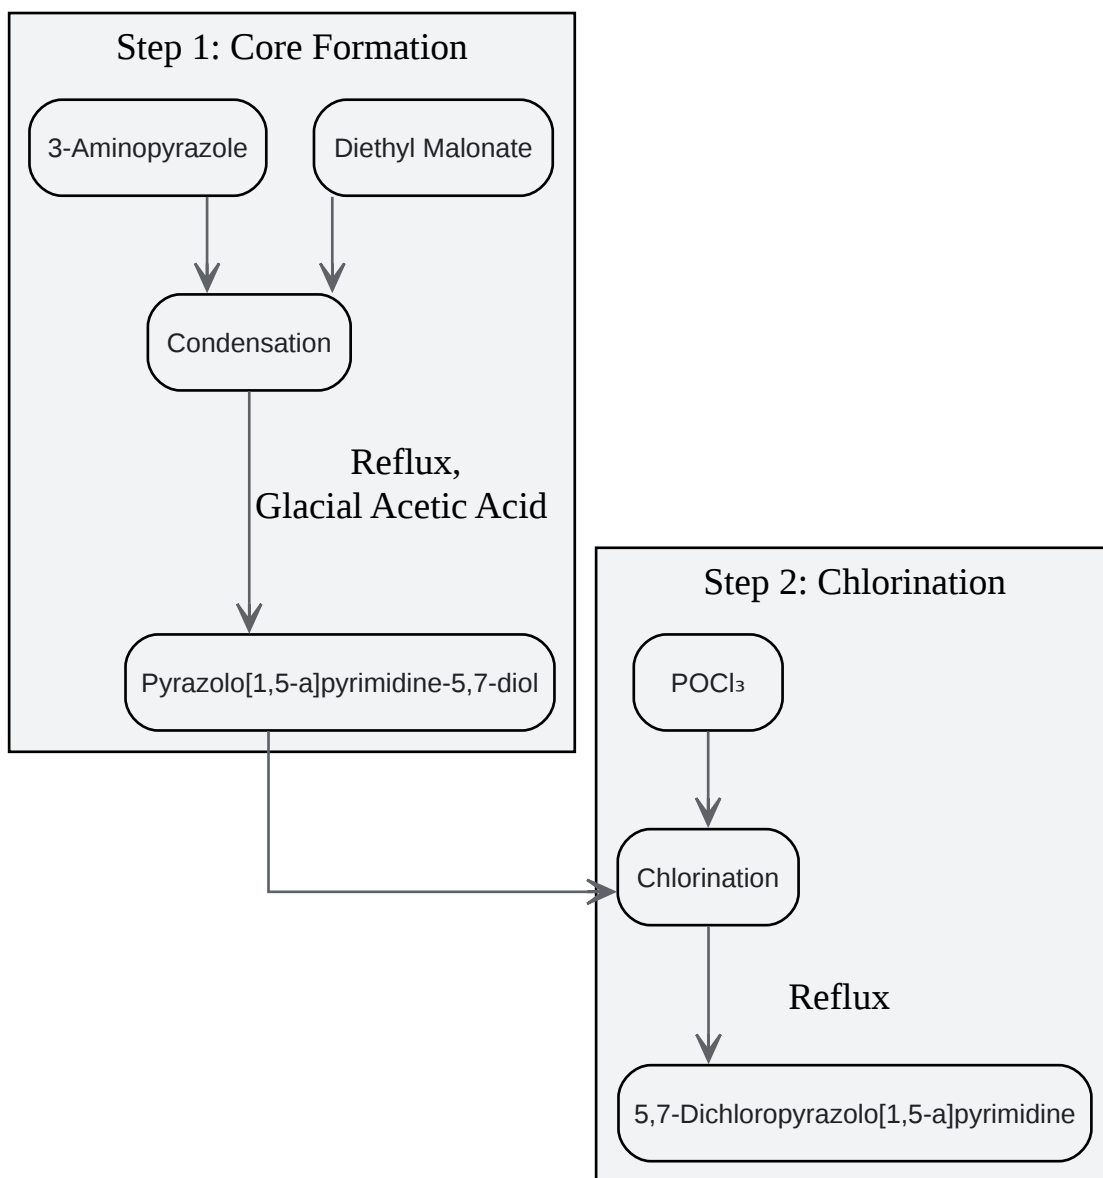 Step 1: Core Formation
3-Aminopyrazole
Diethyl Malonate
Condensation
Reflux,
Glacial Acetic Acid
Pyrazolo[1,5-a]pyrimidine-5,7-diol
Step 2: Chlorination
POCl₃
Chlorination
Reflux
5,7-Dichloropyrazolo[1,5-a]pyrimidine